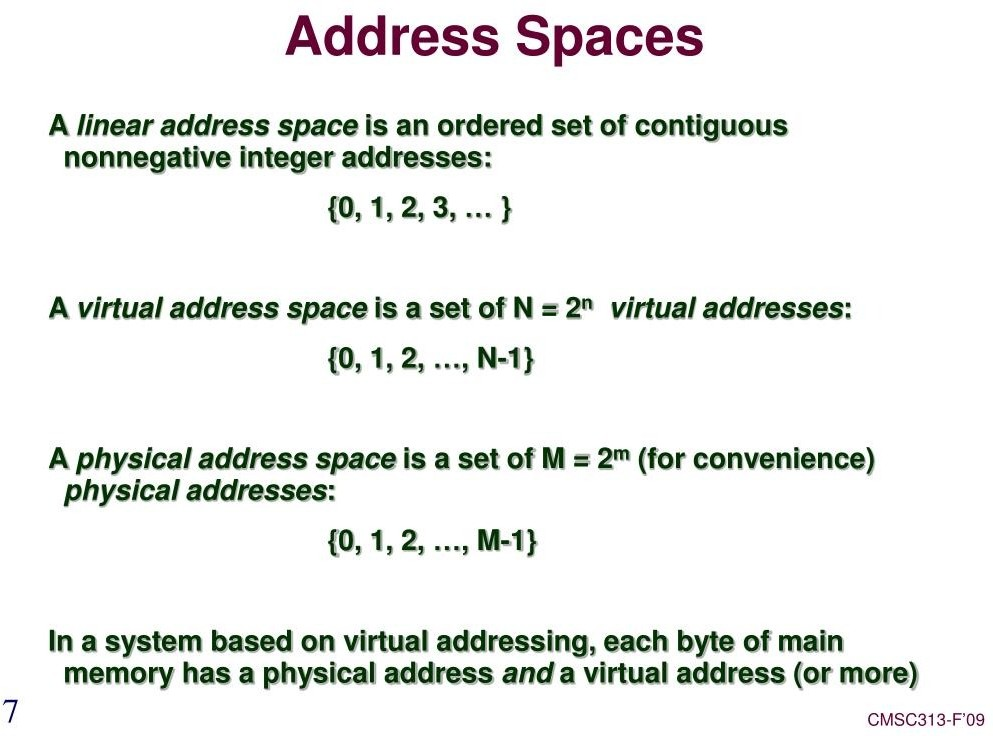 Address Spaces
A linear address space is an ordered set of contiguous
nonnegative integer addresses:
{0, 1, 2, 3, … }
A virtual address space is a set of N = 2ⁿ virtual addresses:
{0, 1, 2, …, N-1}
A physical address space is a set of M = 2ᵐ (for convenience)
physical addresses:
{0, 1, 2, …, M-1}
In a system based on virtual addressing, each byte of main
memory has a physical address and a virtual address (or more)
7
CMSC313-F’09